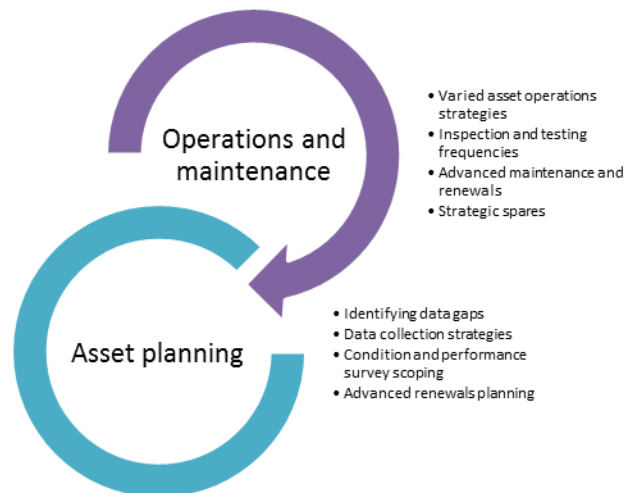 Operations and
maintenance
• Varied asset operations
strategies
• Inspection and testing
frequencies
• Advanced maintenance and
renewals
• Strategic spares
Asset planning
• Identifying data gaps
• Data collection strategies
• Condition and performance
survey scoping
• Advanced renewals planning